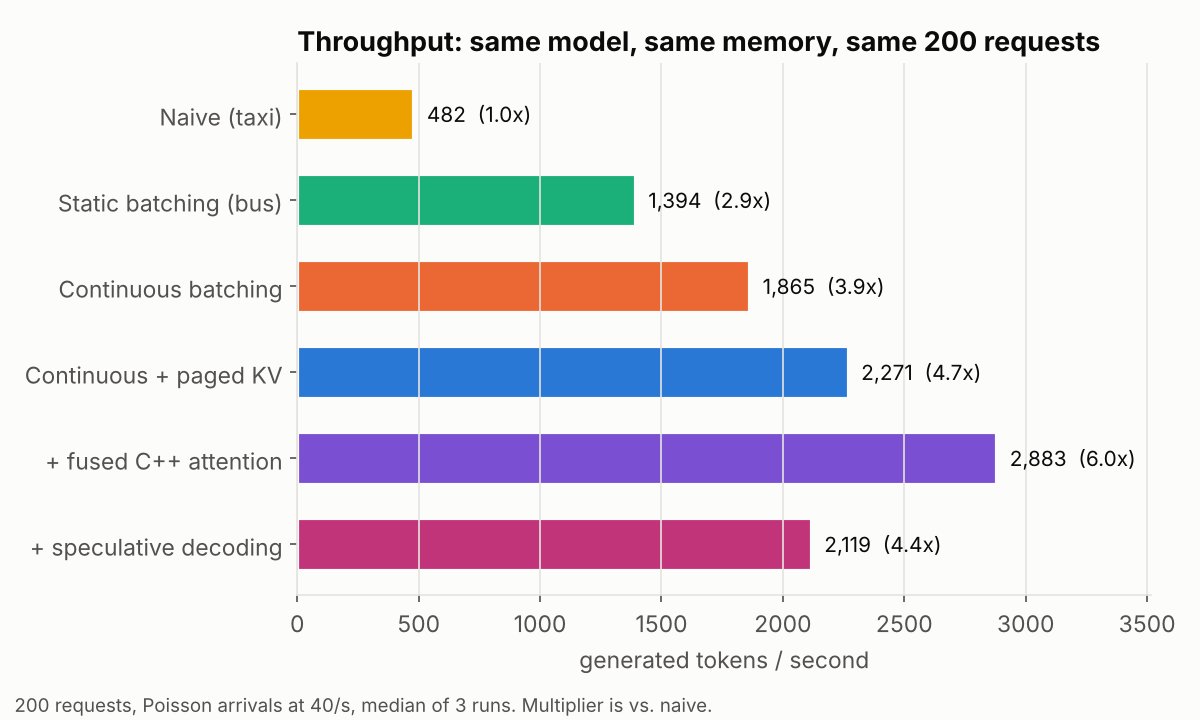 Throughput: same model, same memory, same 200 requests
Naive (taxi)
482 (1.0x)
Static batching (bus)
1,394 (2.9x)
Continuous batching
1,865 (3.9x)
Continuous + paged KV
2,271 (4.7x)
+ fused C++ attention
2,883 (6.0x)
+ speculative decoding
2,119 (4.4x)
0 500 1000 1500 2000 2500 3000 3500
generated tokens / second
200 requests, Poisson arrivals at 40/s, median of 3 runs. Multiplier is vs. naive.